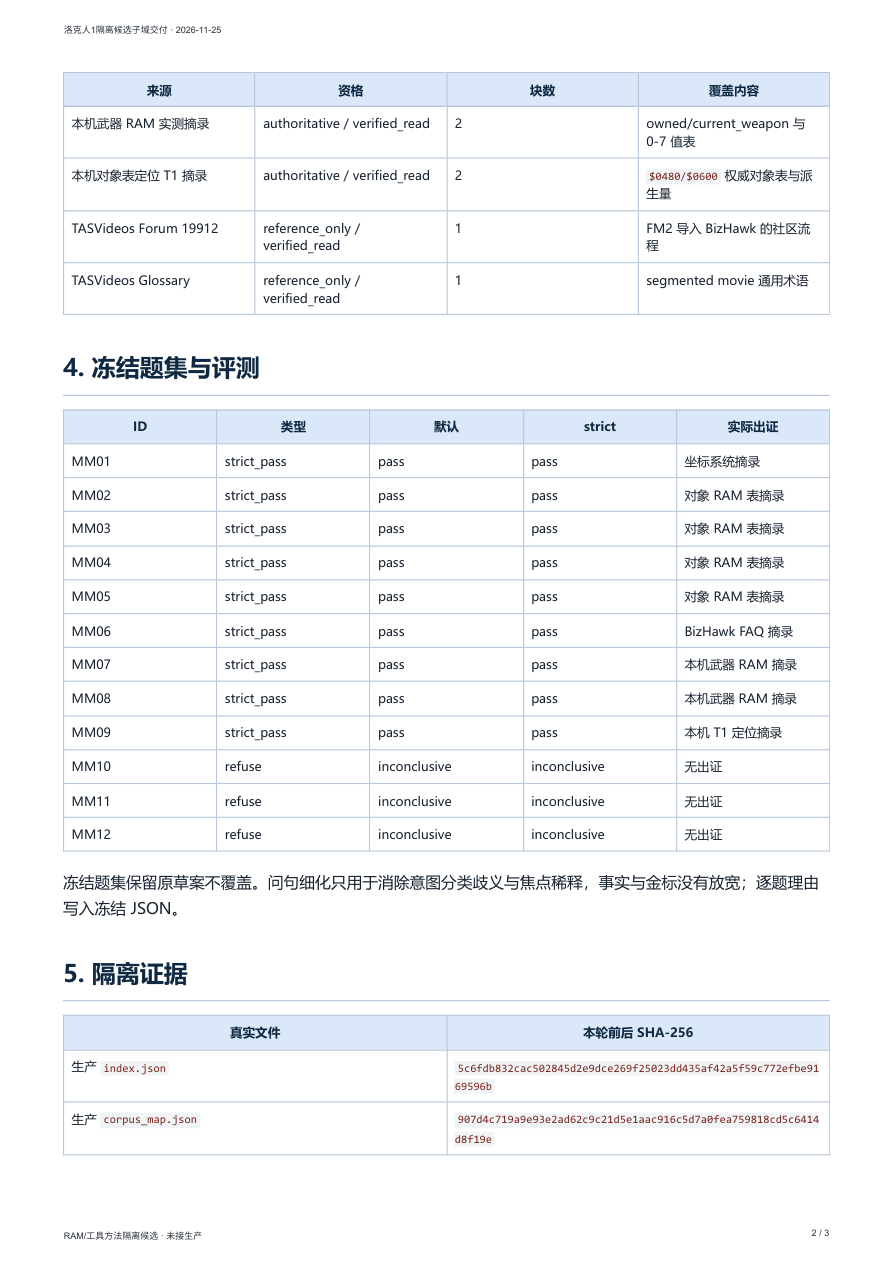 洛克人1隔离候选子域交付 · 2026-11-25
来源 资格 块数 覆盖内容
本机武器 RAM 实测摘录 authoritative / verified_read 2 owned/current_weapon 与
0-7 值表
本机对象表定位 T1 摘录 authoritative / verified_read 2 $0480/$0600 权威对象表与派
生量
TASVideos Forum 19912 reference_only / 1 FM2 导入 BizHawk 的社区流
verified_read 程
TASVideos Glossary reference_only / 1 segmented movie 通用术语
verified_read
4. 冻结题集与评测
ID 类型 默认 strict 实际出证
MM01 strict_pass pass pass 坐标系统摘录
MM02 strict_pass pass pass 对象 RAM 表摘录
MM03 strict_pass pass pass 对象 RAM 表摘录
MM04 strict_pass pass pass 对象 RAM 表摘录
MM05 strict_pass pass pass 对象 RAM 表摘录
MM06 strict_pass pass pass BizHawk FAQ 摘录
MM07 strict_pass pass pass 本机武器 RAM 摘录
MM08 strict_pass pass pass 本机武器 RAM 摘录
MM09 strict_pass pass pass 本机 T1 定位摘录
MM10 refuse inconclusive inconclusive 无出证
MM11 refuse inconclusive inconclusive 无出证
MM12 refuse inconclusive inconclusive 无出证
冻结题集保留原草案不覆盖。问句细化只用于消除意图分类歧义与焦点稀释，事实与金标没有放宽；逐题理由
写入冻结 JSON。
5. 隔离证据
真实文件 本轮前后 SHA-256
生产 index.json 5c6fdb832cac502845d2e9dce269f25023dd435af42a5f59c772efbe91
69596b
生产 corpus_map.json 907d4c719a9e93e2ad62c9c21d5e1aac916c5d7a0fea759818cd5c6414
d8f19e
RAM/工具方法隔离候选 · 未接生产 2 / 3